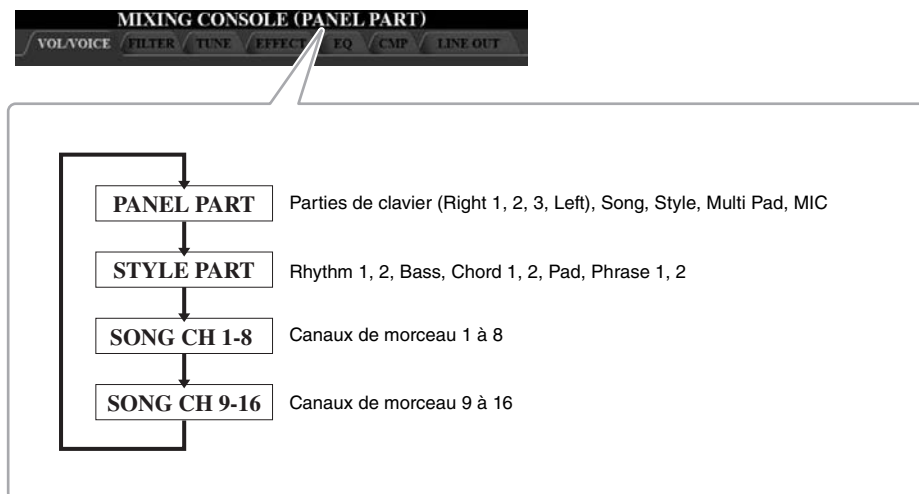 MIXING CONSOLE (PANEL PART)
VOL/VOICE FILTER TUNE EFFECT EQ CMP LINE OUT
PANEL PART Parties de clavier (Right 1, 2, 3, Left), Song, Style, Multi Pad, MIC
STYLE PART Rhythm 1, 2, Bass, Chord 1, 2, Pad, Phrase 1, 2
SONG CH 1-8 Canaux de morceau 1 à 8
SONG CH 9-16 Canaux de morceau 9 à 16